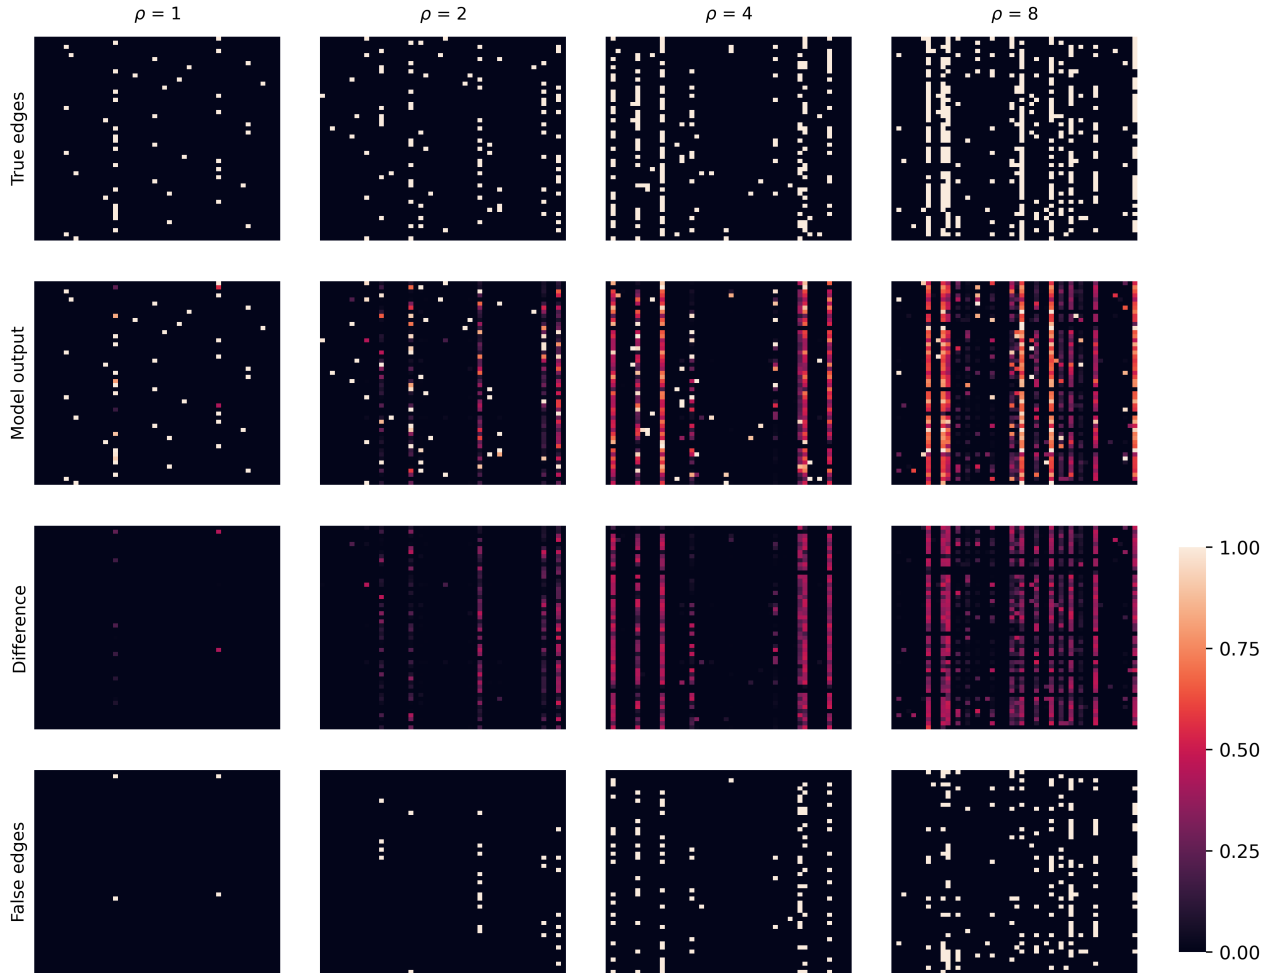 ρ = 1
ρ = 2
ρ = 4
ρ = 8
True edges
Model output
Difference
False edges
1.00
0.75
0.50
0.25
0.00